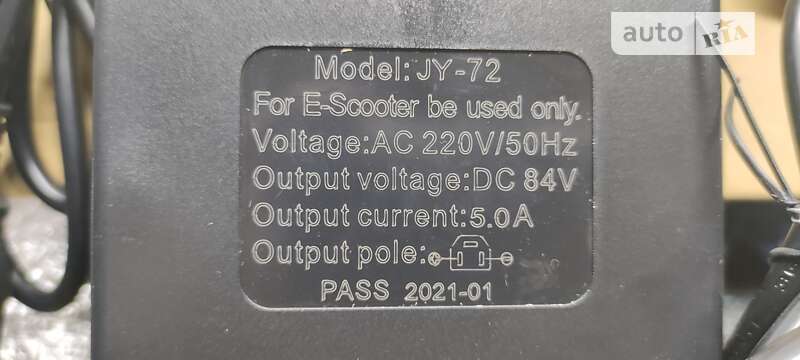 auto RIA
Model: JY-72
For E-Scooter be used only.
Voltage:AC 220V/50Hz
Output voltage:DC 84V
Output current:5.0A
Output pole:
PASS 2021-01